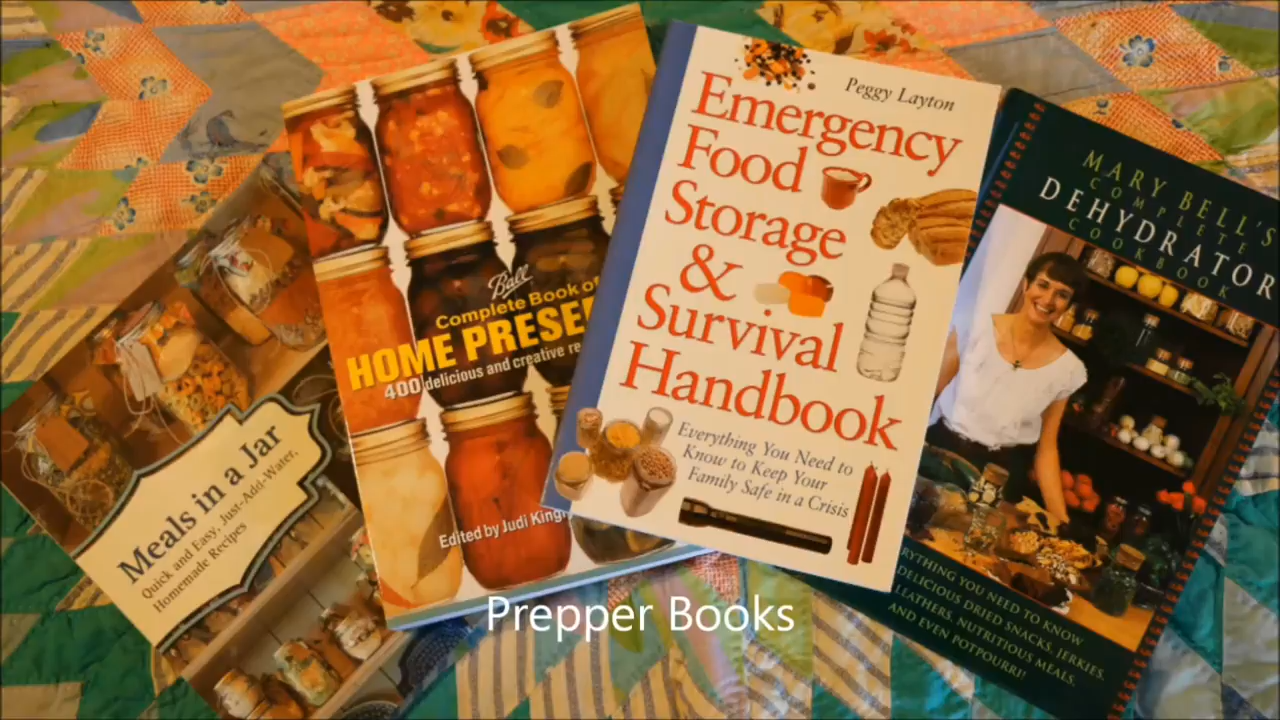 Meals in a Jar
Quick and Easy, Just-Add-Water,
Homemade Recipes
Ball
Complete Book of
HOME PRESE
400 delicious and creative re
Edited by Judi King
Peggy Layton
Emergency
Food
Storage
&
Survival
Handbook
Everything You Need to
Know to Keep Your
Family Safe in a Crisis
MARY BELL'S
COMPLETE
DEHYDRATOR
COOKBOOK
RYTHING YOU NEED TO KNOW
DELICIOUS DRIED SNACKS, JERKIES,
LEATHERS, NUTRITIOUS MEALS,
AND EVEN POTPOURRI!
Prepper Books